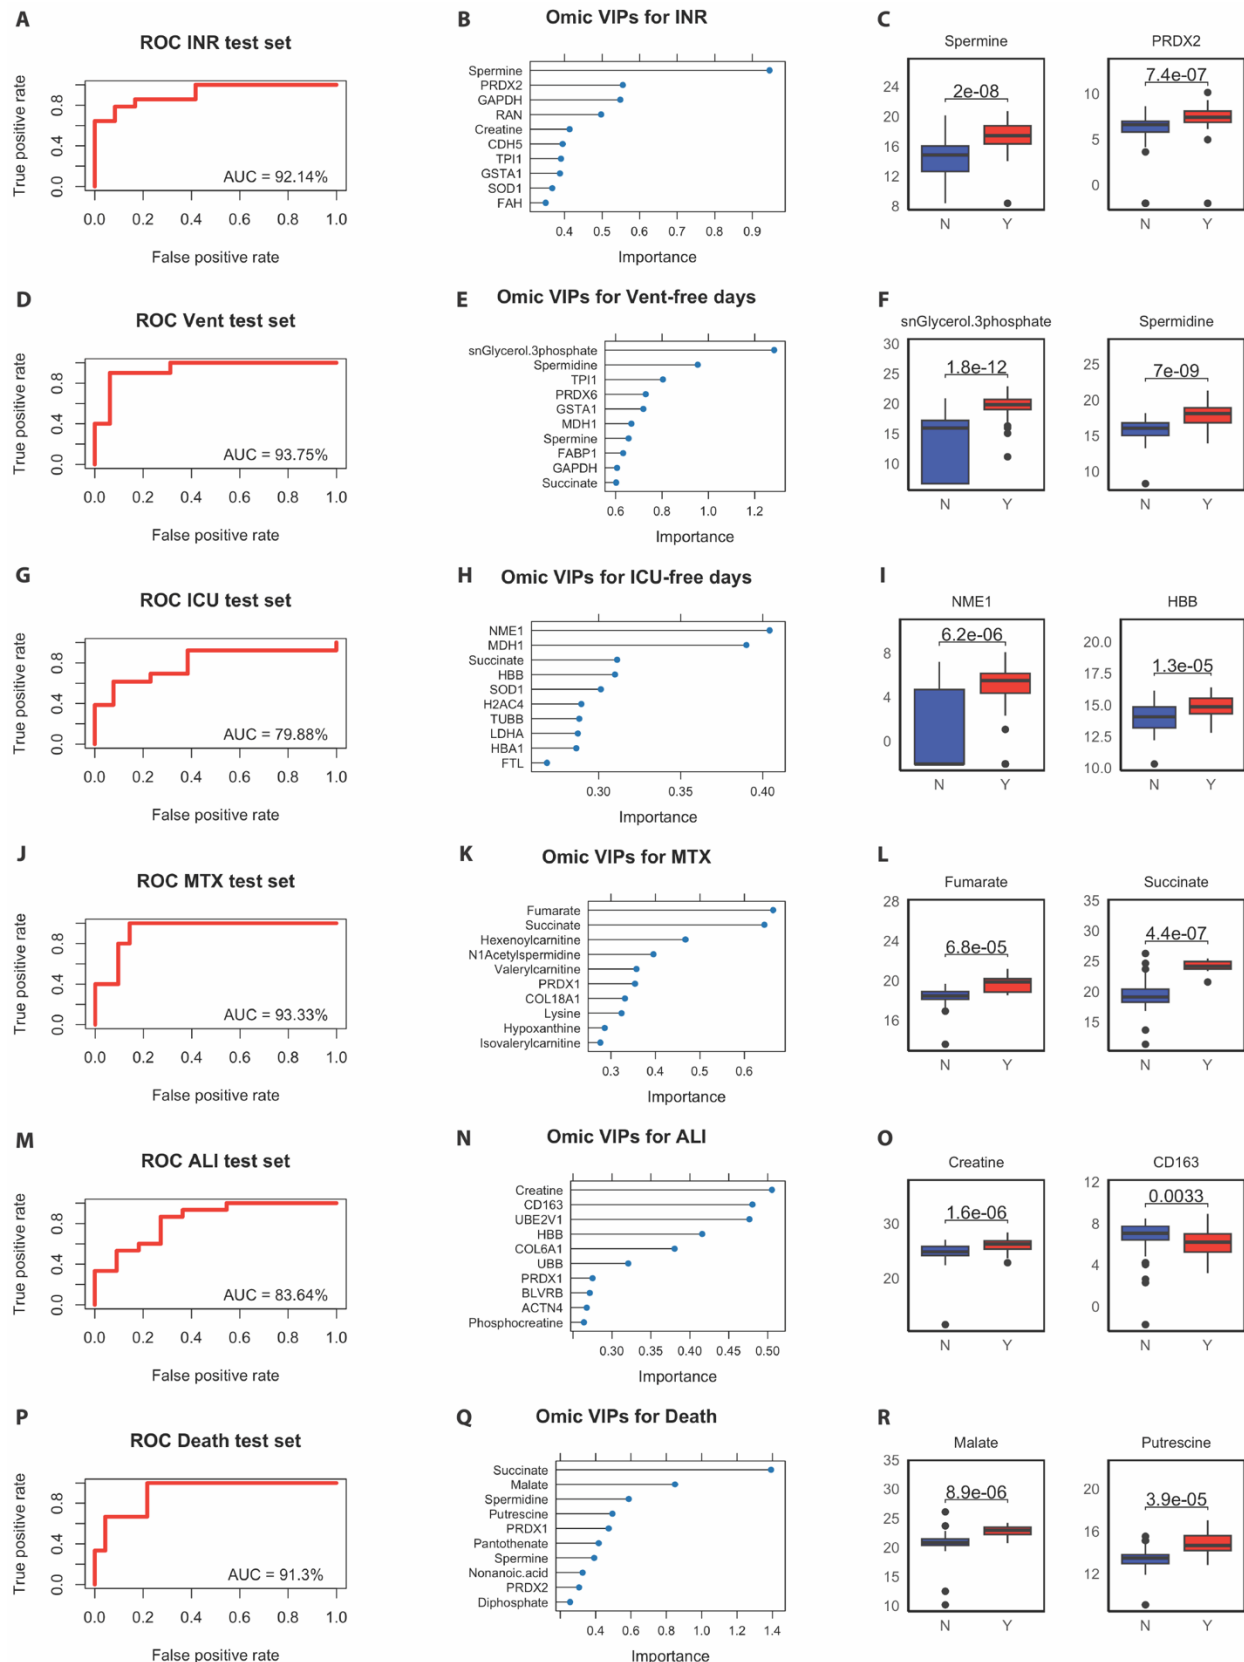 A
ROC INR test set
True positive rate
0.0
0.4
0.8
AUC = 92.14%
0.0 0.2 0.4 0.6 0.8 1.0
False positive rate
B
Omic VIPs for INR
Spermine
PRDX2
GAPDH
RAN
Creatine
CDH5
TPI1
GSTA1
SOD1
FAH
0.4 0.5 0.6 0.7 0.8 0.9
Importance
C
Spermine
24
20
16
12
8
2e-08
N Y
PRDX2
10
5
0
7.4e-07
N Y
D
ROC Vent test set
True positive rate
0.0
0.4
0.8
AUC = 93.75%
0.0 0.2 0.4 0.6 0.8 1.0
False positive rate
E
Omic VIPs for Vent-free days
snGlycerol.3phosphate
Spermidine
TPI1
PRDX6
GSTA1
MDH1
Spermine
FABP1
GAPDH
Succinate
0.6 0.8 1.0 1.2
Importance
F
snGlycerol.3phosphate
30
25
20
15
10
1.8e-12
N Y
Spermidine
25
20
15
10
7e-09
N Y
G
ROC ICU test set
True positive rate
0.0
0.4
0.8
AUC = 79.88%
0.0 0.2 0.4 0.6 0.8 1.0
False positive rate
H
Omic VIPs for ICU-free days
NME1
MDH1
Succinate
HBB
SOD1
H2AC4
TUBB
LDHA
HBA1
FTL
0.30 0.35 0.40
Importance
I
NME1
8
4
0
6.2e-06
N Y
HBB
20.0
17.5
15.0
12.5
10.0
1.3e-05
N Y
J
ROC MTX test set
True positive rate
0.0
0.4
0.8
AUC = 93.33%
0.0 0.2 0.4 0.6 0.8 1.0
False positive rate
K
Omic VIPs for MTX
Fumarate
Succinate
Hexenoylcarnitine
N1Acetylspermidine
Valerylcarnitine
PRDX1
COL18A1
Lysine
Hypoxanthine
Isovalerylcarnitine
0.3 0.4 0.5 0.6
Importance
L
Fumarate
28
24
20
16
6.8e-05
N Y
Succinate
35
30
25
20
15
4.4e-07
N Y
M
ROC ALI test set
True positive rate
0.0
0.4
0.8
AUC = 83.64%
0.0 0.2 0.4 0.6 0.8 1.0
False positive rate
N
Omic VIPs for ALI
Creatine
CD163
UBE2V1
HBB
COL6A1
UBB
PRDX1
BLVRB
ACTN4
Phosphocreatine
0.30 0.35 0.40 0.45 0.50
Importance
O
Creatine
30
20
1.6e-06
N Y
CD163
12
8
4
0
0.0033
N Y
P
ROC Death test set
True positive rate
0.0
0.4
0.8
AUC = 91.3%
0.0 0.2 0.4 0.6 0.8 1.0
False positive rate
Q
Omic VIPs for Death
Succinate
Malate
Spermidine
Putrescine
PRDX1
Pantothenate
Spermine
Nonanoic.acid
PRDX2
Diphosphate
0.4 0.6 0.8 1.0 1.2 1.4
Importance
R
Malate
35
30
25
20
15
10
8.9e-06
N Y
Putrescine
20
16
12
3.9e-05
N Y